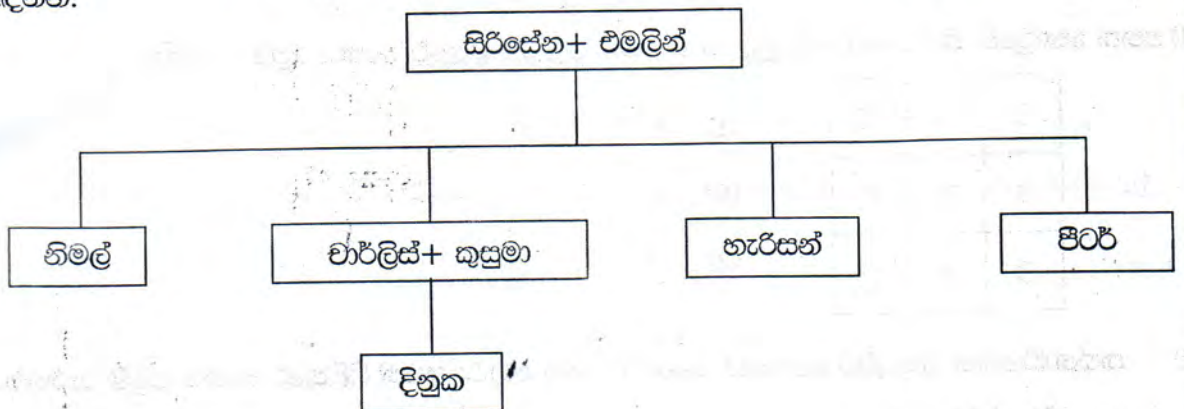 සිරිසේන+ එමලින්
නිමල්
චාර්ලිස්+ කුසුමා
හැරිසන්
පීටර්
දිනුක